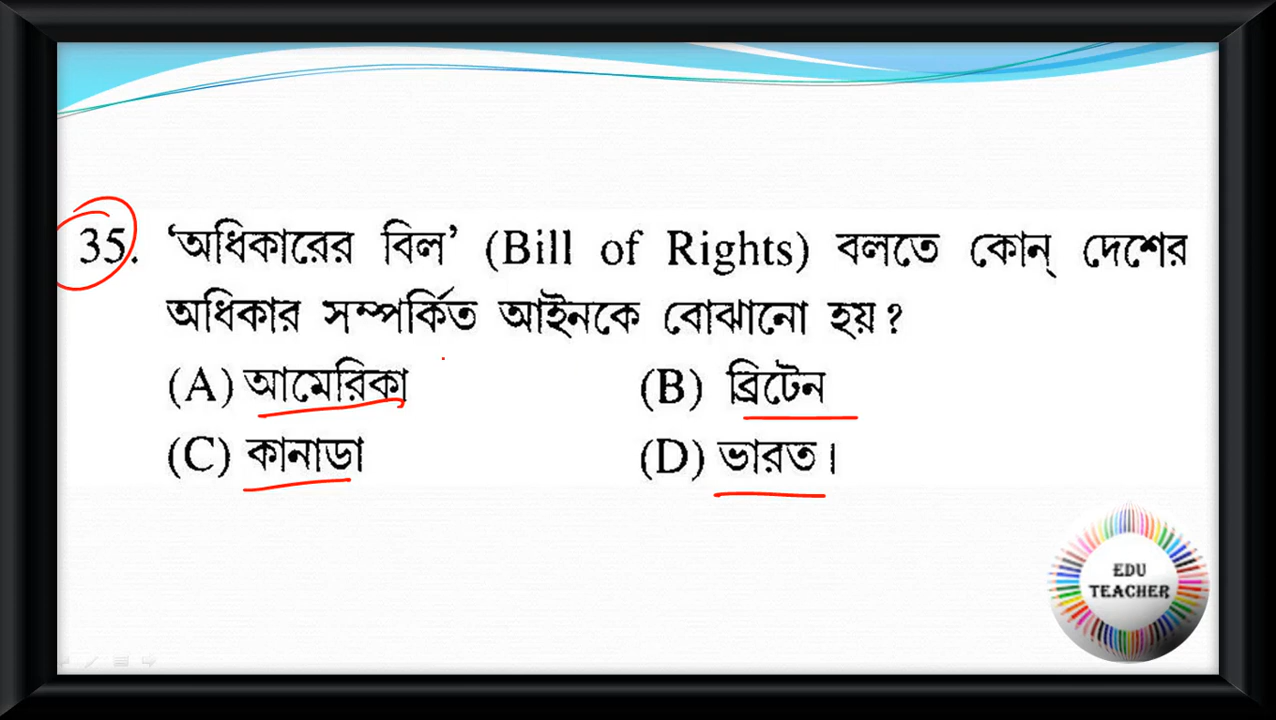 35. ‘অধিকারের বিল’ (Bill of Rights) বলতে কোন্ দেশের
অধিকার সম্পর্কিত আইনকে বোঝানো হয় ?
(A) আমেরিকা (B) ব্রিটেন
(C) কানাডা (D) ভারত।
EDU
TEACHER